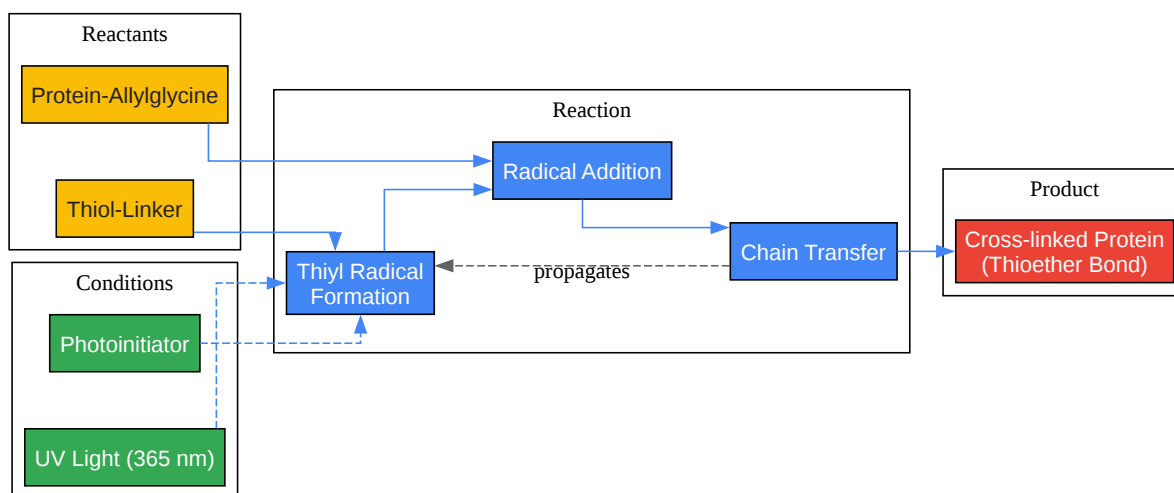 Reactants
Protein-Allylglycine
Thiol-Linker
Conditions
Photoinitiator
UV Light (365 nm)
Reaction
Radical Addition
Thiyl Radical
Formation
propagates
Chain Transfer
Product
Cross-linked Protein
(Thioether Bond)